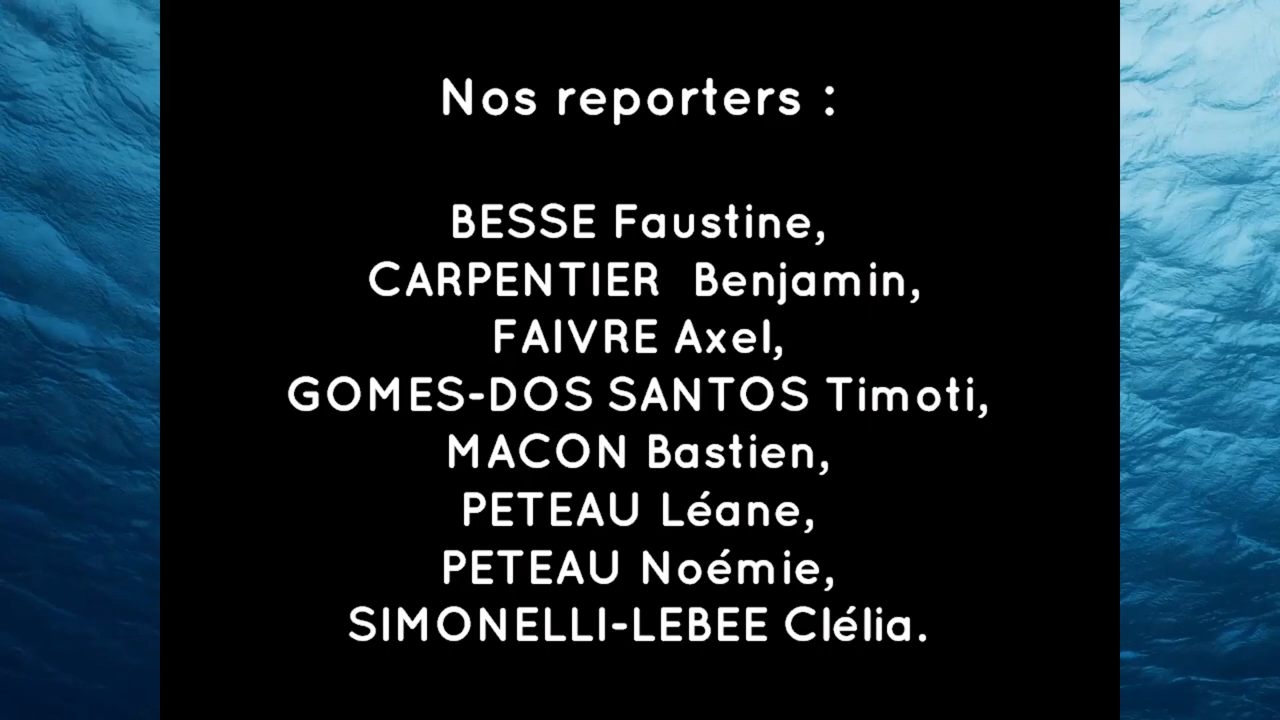 Nos reporters :
BESSE Faustine,
CARPENTIER  Benjamin,
FAIVRE Axel,
GOMES-DOS SANTOS Timoti,
MACON Bastien,
PETEAU Léane,
PETEAU Noémie,
SIMONELLI-LEBEE Clélia.